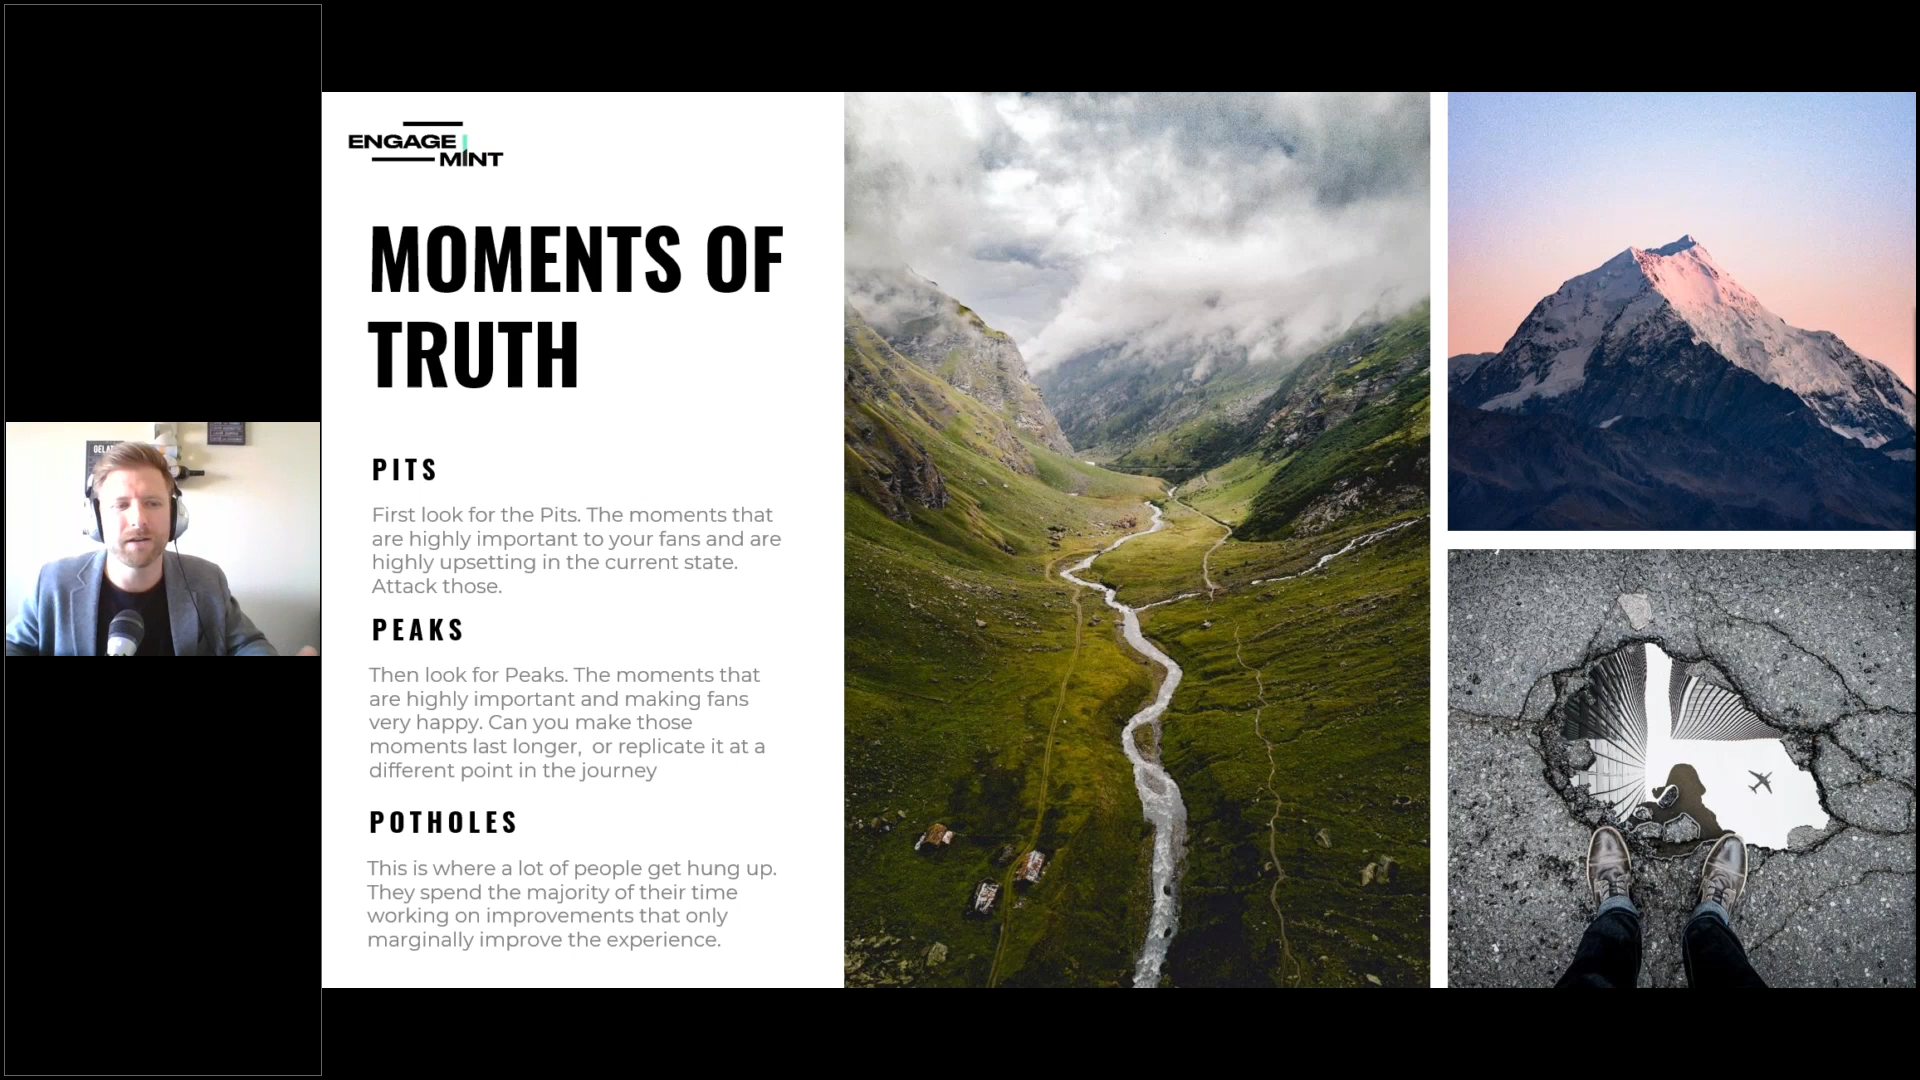 ENGAGE
MINT
MOMENTS OF
TRUTH
PITS
First look for the Pits. The moments that
are highly important to your fans and are
highly upsetting in the current state.
Attack those.
PEAKS
Then look for Peaks. The moments that
are highly important and making fans
very happy. Can you make those
moments last longer,  or replicate it at a
different point in the journey
POTHOLES
This is where a lot of people get hung up.
They spend the majority of their time
working on improvements that only
marginally improve the experience.